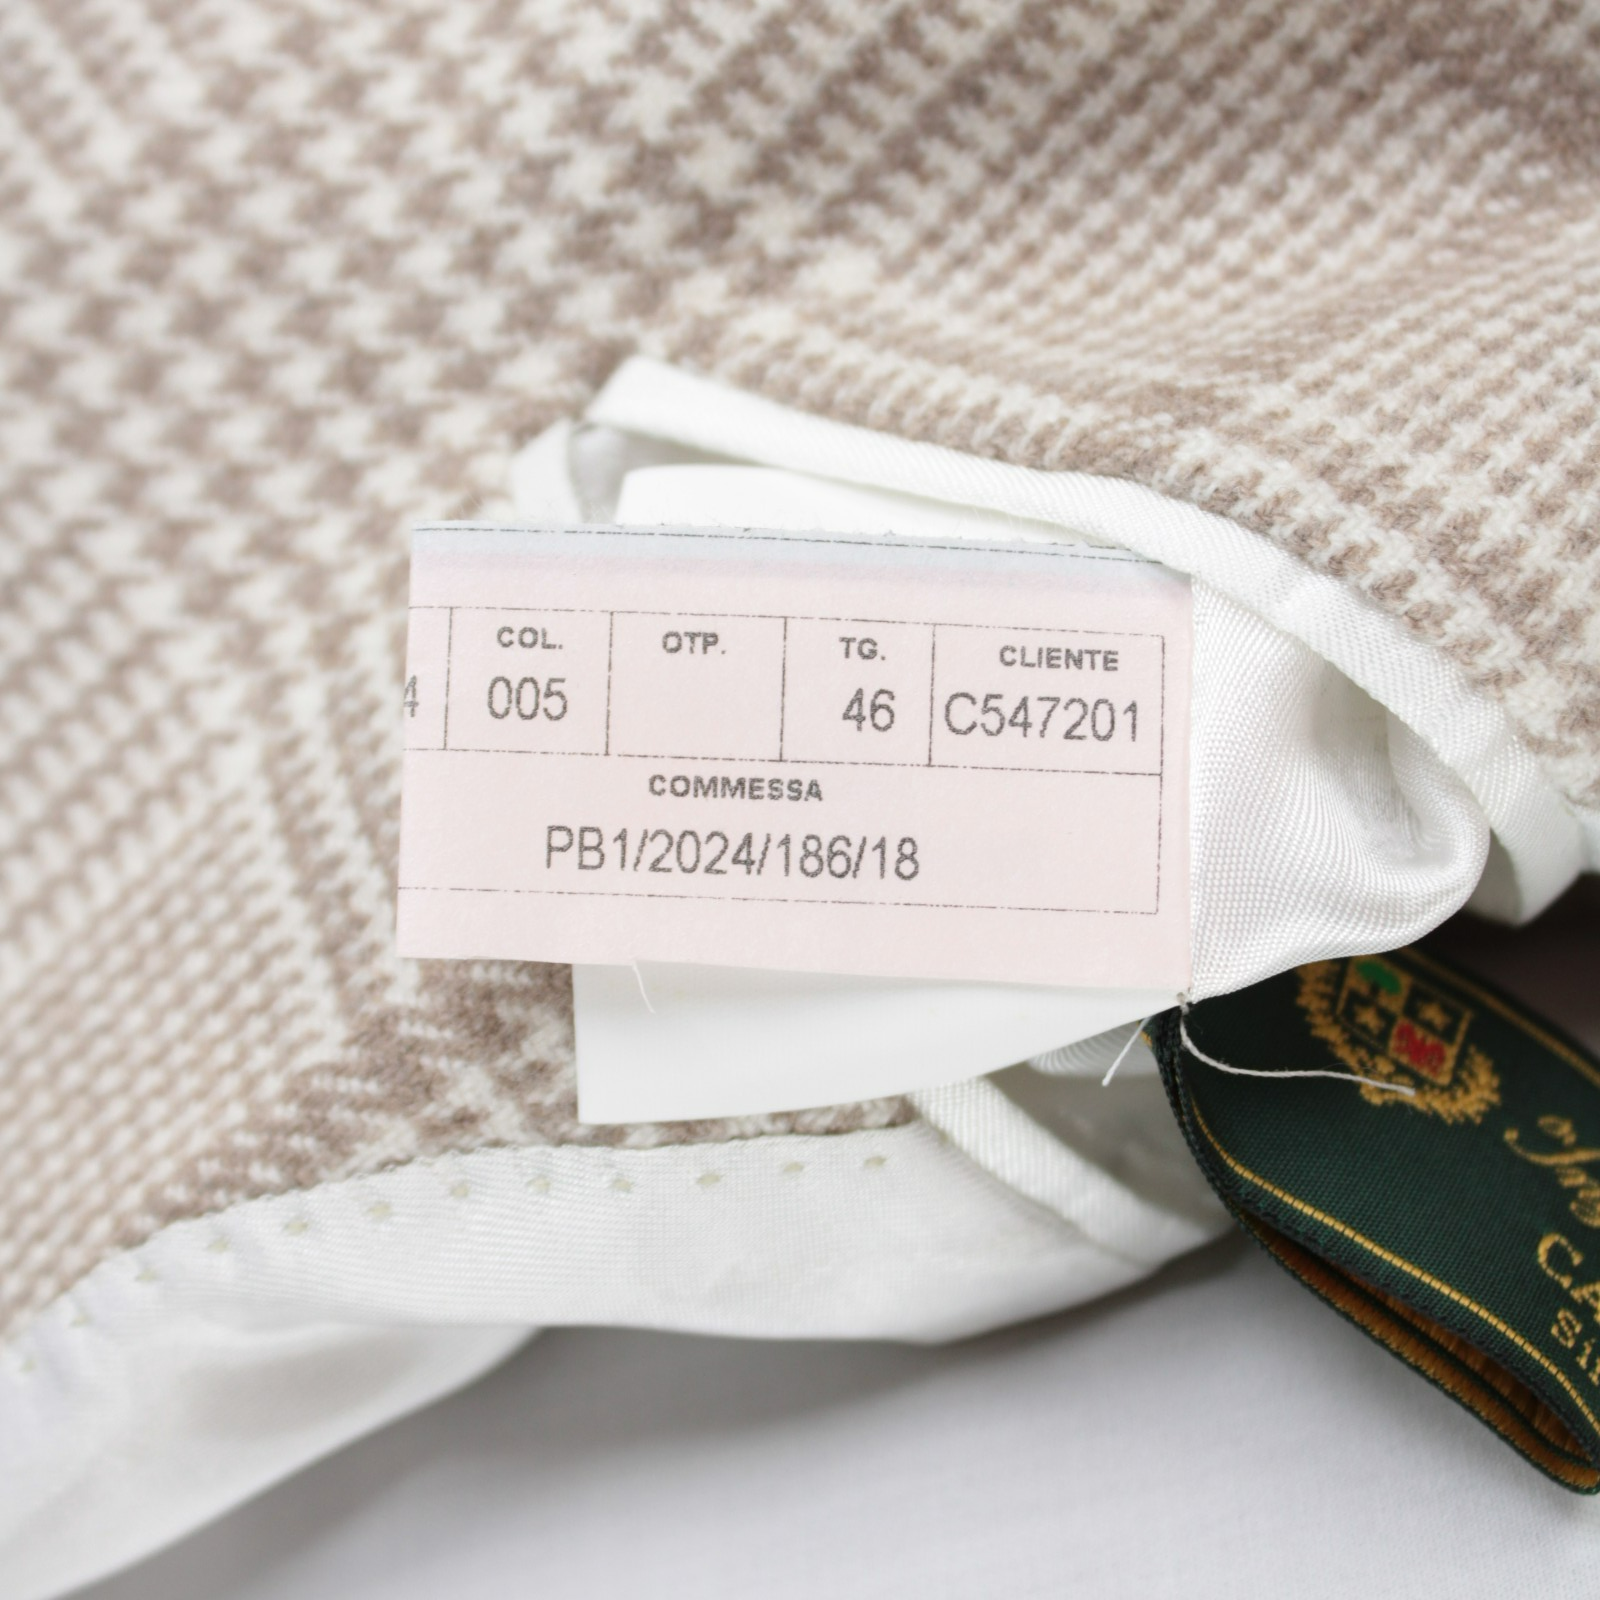 COL. OTP. TG. CLIENTE
4 005 46 C547201
COMMESSA
PB1/2024/186/18